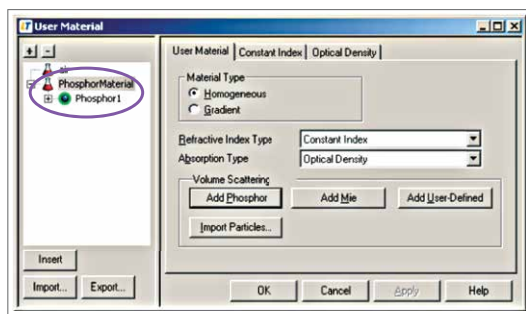 User Material
+ -
air
PhosphorMaterial
Phosphor1
Insert
Import... Export...
User Material Constant Index Optical Density
Material Type
Homogeneous
Gradient
Refractive Index Type Constant Index
Absorption Type Optical Density
Volume Scattering
Add Phosphor Add Mie Add User-Defined
Import Particles...
OK Cancel Apply Help